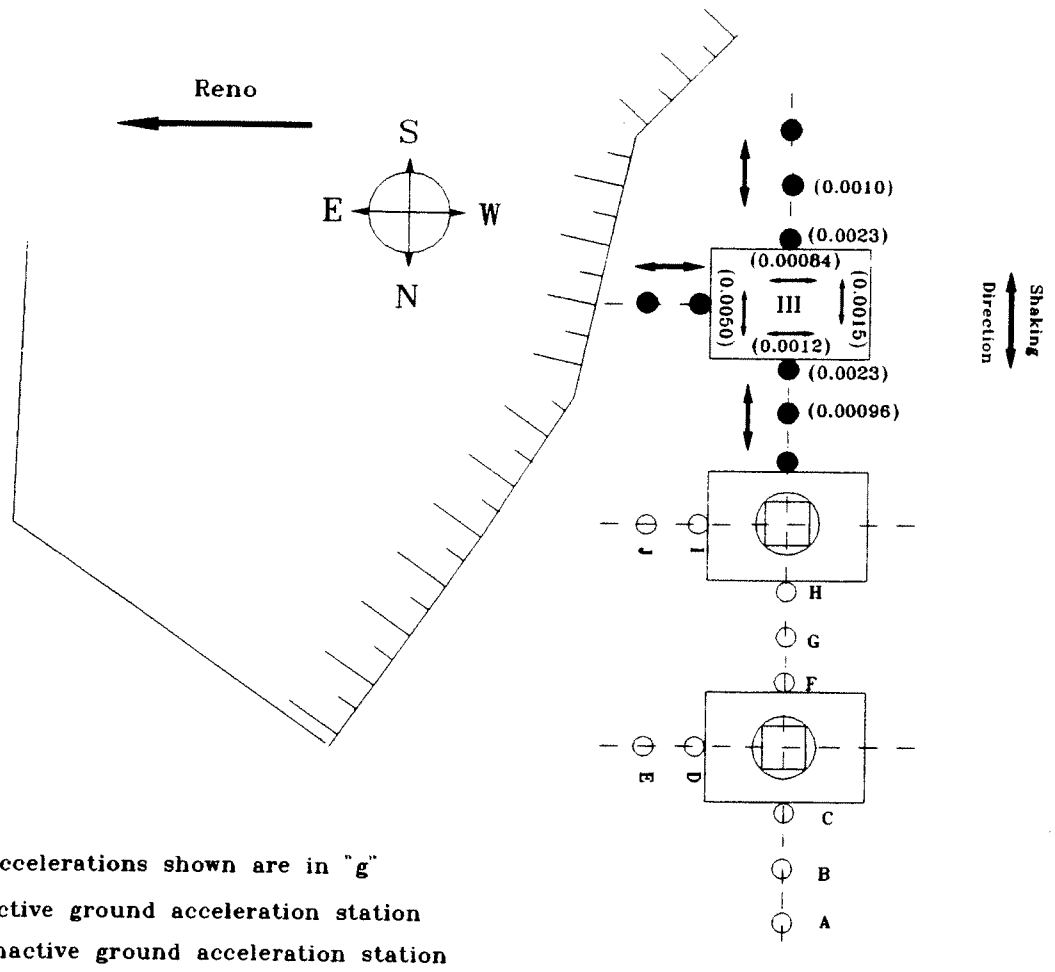 Reno
S
E
W
N
(0.0010)
(0.0023)
(0.00084)
(0.0050)
III
(0.0015)
(0.0012)
(0.0023)
(0.00096)
Shaking
Direction
J
I
H
G
F
E
D
C
B
A
ccelerations shown are in "g"
ctive ground acceleration station
nactive ground acceleration station